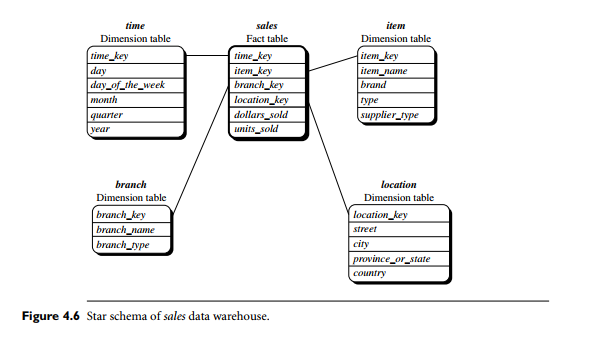 time
Dimension table
time_key
day
day_of_the_week
month
quarter
year
sales
Fact table
time_key
item_key
branch_key
location_key
dollars_sold
units_sold
item
Dimension table
item_key
item_name
brand
type
supplier_type
branch
Dimension table
branch_key
branch_name
branch_type
location
Dimension table
location_key
street
city
province_or_state
country
Figure 4.6 Star schema of sales data warehouse.